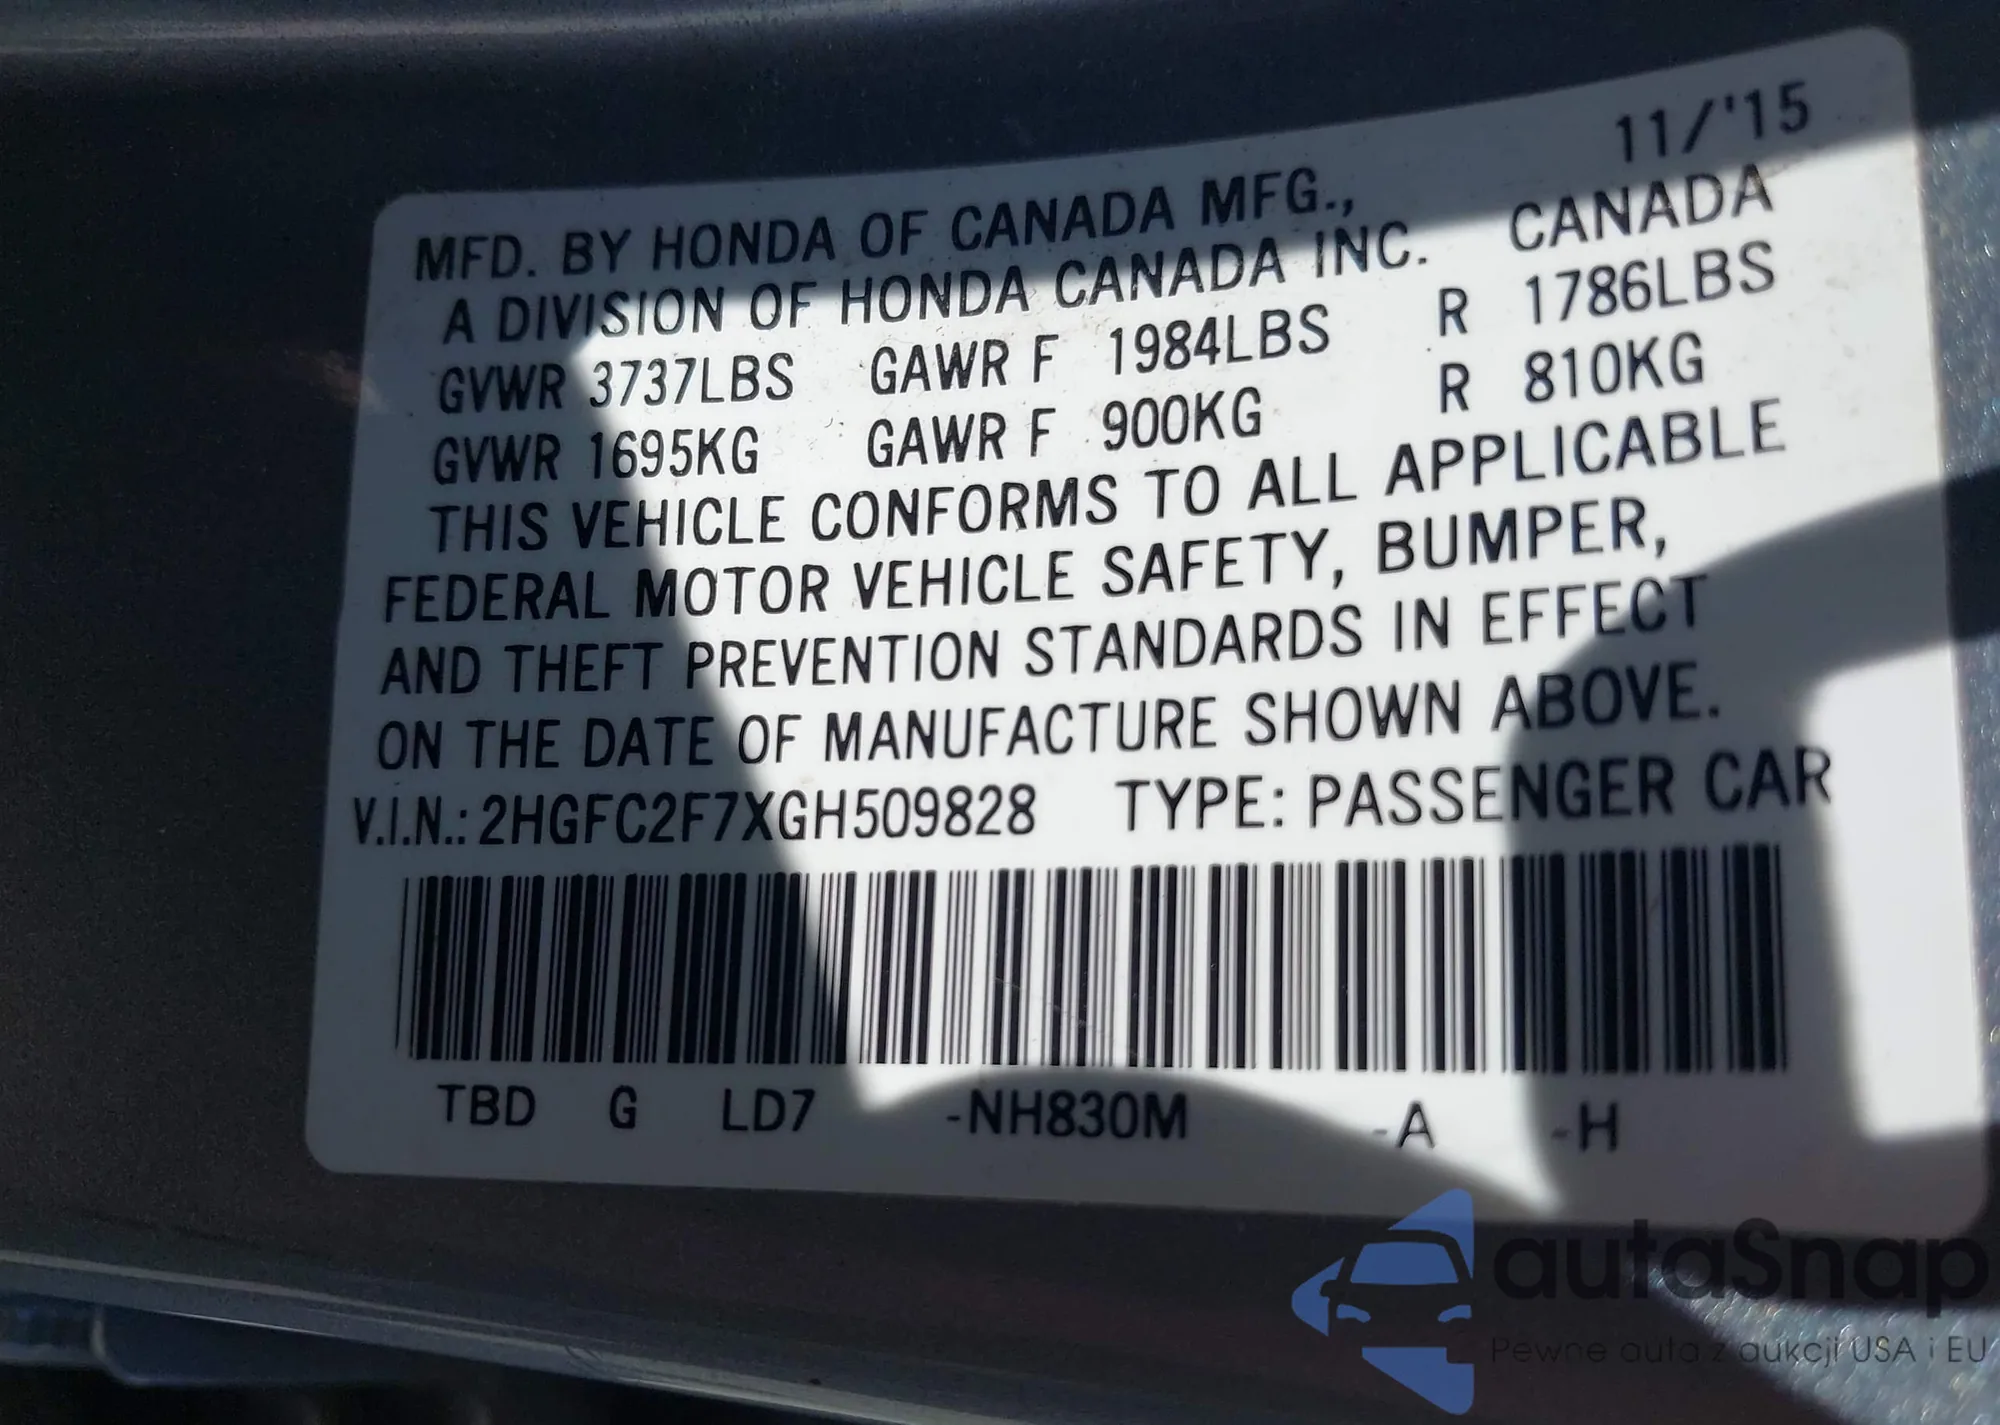 11/'15
MFD. BY HONDA OF CANADA MFG.,
A DIVISION OF HONDA CANADA INC. CANADA
GVWR 3737LBS GAWR F 1984LBS R 1786LBS
GVWR 1695KG GAWR F 900KG R 810KG
THIS VEHICLE CONFORMS TO ALL APPLICABLE
FEDERAL MOTOR VEHICLE SAFETY, BUMPER,
AND THEFT PREVENTION STANDARDS IN EFFECT
ON THE DATE OF MANUFACTURE SHOWN ABOVE.
V.I.N.: 2HGFC2F7XGH509828 TYPE: PASSENGER CAR
TBD G LD7 -NH830M -A -H
autaSnap
Pewne auta z aukcji USA i EU